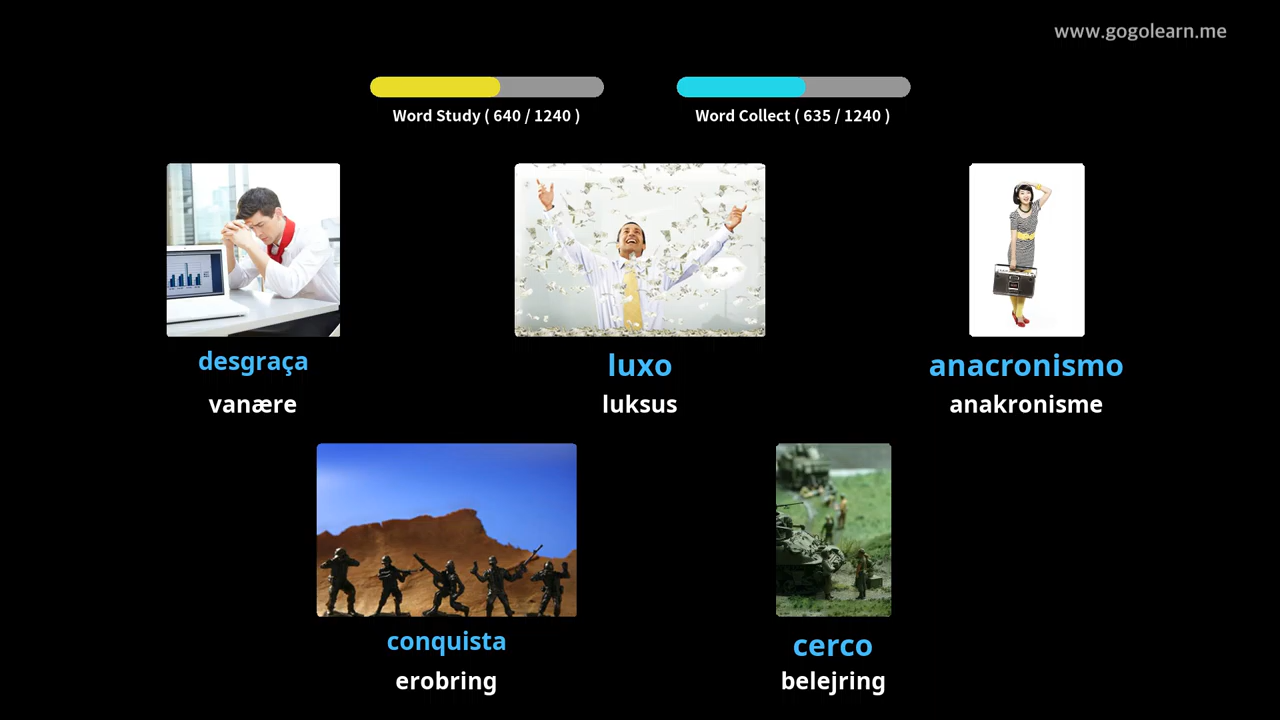 www.gogolearn.me
Word Study ( 640 / 1240 )
Word Collect ( 635 / 1240 )
desgraça
vanære
luxo
luksus
anacronismo
anakronisme
conquista
erobring
cerco
belejring